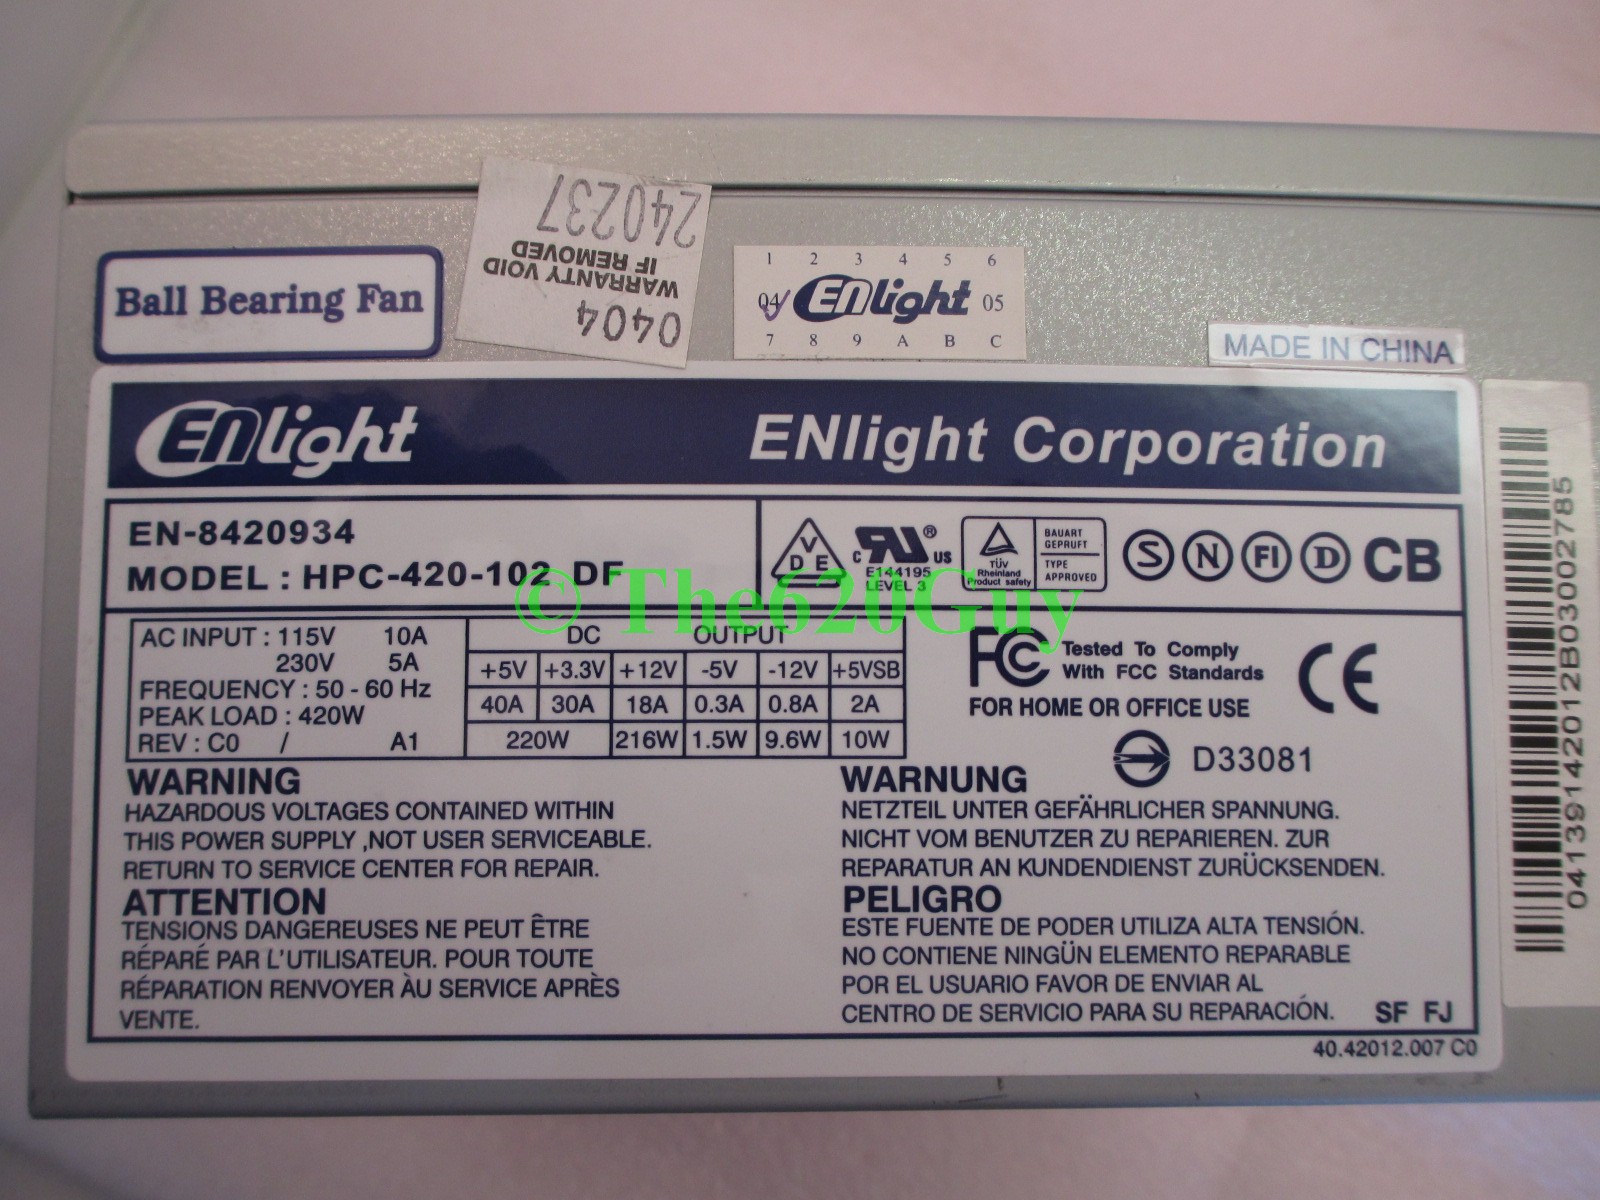 240237
WARRANTY VOID
IF REMOVED
0404
Ball Bearing Fan
1 2 3 4 5 6
04 ENlight 05
7 8 9 A B C
MADE IN CHINA
ENlight ENlight Corporation
EN-8420934
MODEL : HPC-420-102 DF
VDE
C RU ® US
E144195
LEVEL 3
TÜV
Rheinland
Product safety
BAUART
GEPRUFT
TYPE
APPROVED
S N FI D CB
© The620Guy
AC INPUT : 115V 10A
230V 5A
FREQUENCY : 50 - 60 Hz
PEAK LOAD : 420W
REV : C0 / A1
DC OUTPUT
+5V +3.3V +12V -5V -12V +5VSB
40A 30A 18A 0.3A 0.8A 2A
220W 216W 1.5W 9.6W 10W
FCC Tested To Comply
With FCC Standards
FOR HOME OR OFFICE USE
CE
D33081
WARNING
HAZARDOUS VOLTAGES CONTAINED WITHIN
THIS POWER SUPPLY ,NOT USER SERVICEABLE.
RETURN TO SERVICE CENTER FOR REPAIR.
ATTENTION
TENSIONS DANGEREUSES NE PEUT ÊTRE
RÉPARÉ PAR L'UTILISATEUR. POUR TOUTE
RÉPARATION RENVOYER ÀU SERVICE APRÈS
VENTE.
WARNUNG
NETZTEIL UNTER GEFÄHRLICHER SPANNUNG.
NICHT VOM BENUTZER ZU REPARIEREN. ZUR
REPARATUR AN KUNDENDIENST ZURÜCKSENDEN.
PELIGRO
ESTE FUENTE DE PODER UTILIZA ALTA TENSIÓN.
NO CONTIENE NINGÜN ELEMENTO REPARABLE
POR EL USUARIO FAVOR DE ENVIAR AL
CENTRO DE SERVICIO PARA SU REPARACIÓN.
SF FJ
40.42012.007 C0
04139142012B03002785